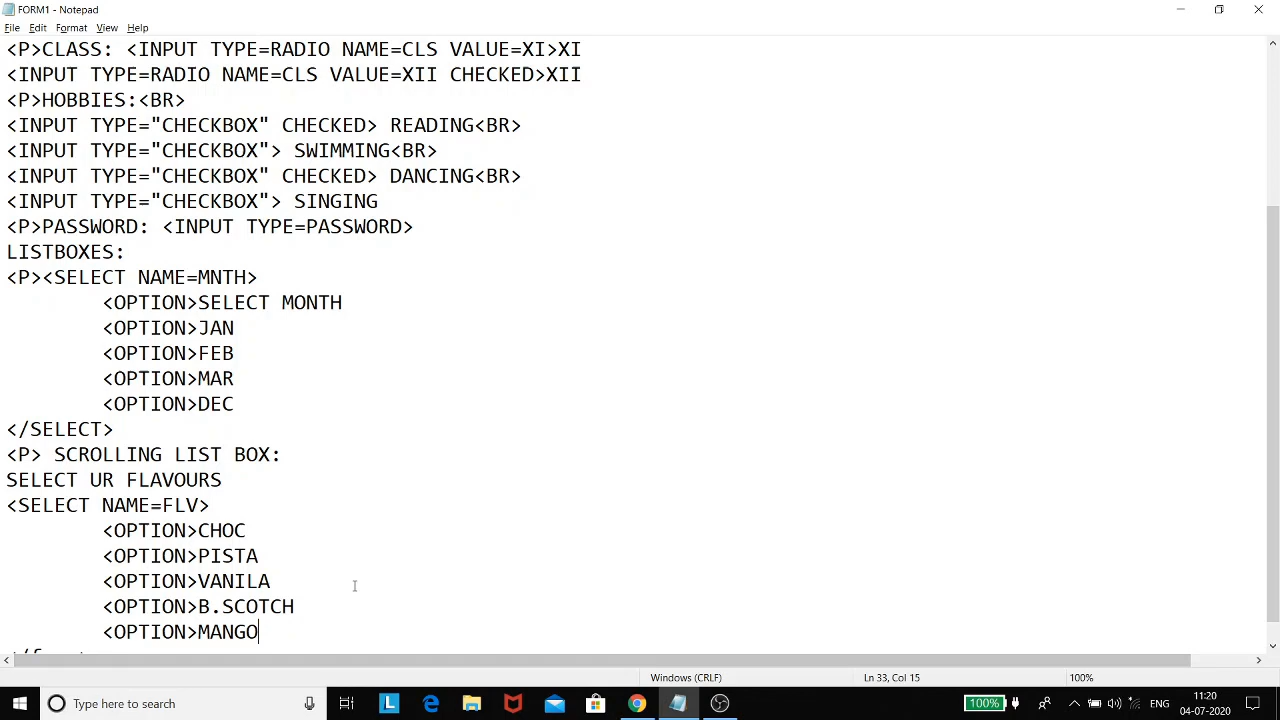 FORM1 - Notepad
File Edit Format View Help
<P>CLASS: <INPUT TYPE=RADIO NAME=CLS VALUE=XI>XI
<INPUT TYPE=RADIO NAME=CLS VALUE=XII CHECKED>XII
<P>HOBBIES:<BR>
<INPUT TYPE="CHECKBOX" CHECKED> READING<BR>
<INPUT TYPE="CHECKBOX"> SWIMMING<BR>
<INPUT TYPE="CHECKBOX" CHECKED> DANCING<BR>
<INPUT TYPE="CHECKBOX"> SINGING
<P>PASSWORD: <INPUT TYPE=PASSWORD>
LISTBOXES:
<P><SELECT NAME=MNTH>
<OPTION>SELECT MONTH
<OPTION>JAN
<OPTION>FEB
<OPTION>MAR
<OPTION>DEC
</SELECT>
<P> SCROLLING LIST BOX:
SELECT UR FLAVOURS
<SELECT NAME=FLV>
<OPTION>CHOC
<OPTION>PISTA
<OPTION>VANILA
<OPTION>B.SCOTCH
<OPTION>MANGO
Windows (CRLF) Ln 33, Col 15 100%
Type here to search
L
100%
ENG
11:20
04-07-2020